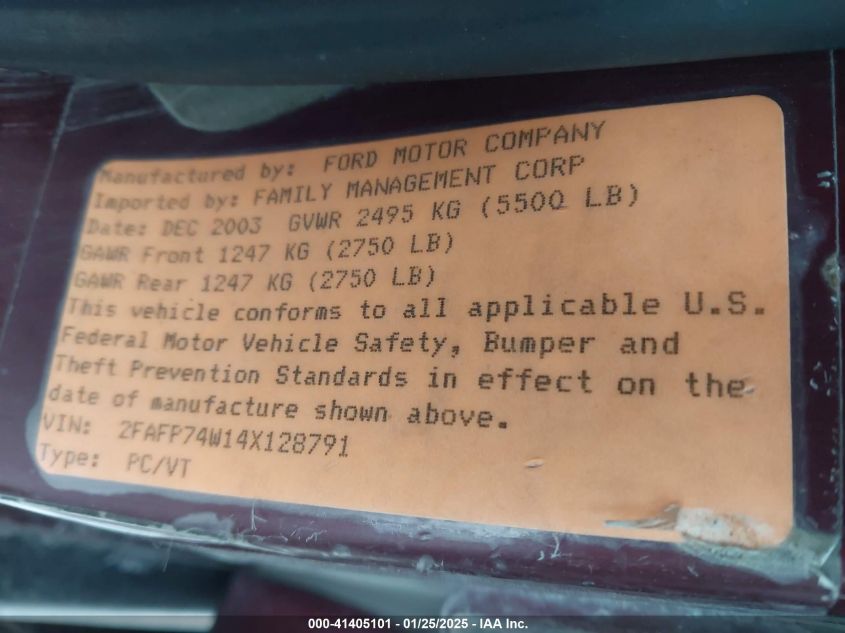 Manufactured by: FORD MOTOR COMPANY
Imported by: FAMILY MANAGEMENT CORP
Date: DEC 2003 GVWR 2495 KG (5500 LB)
GAWR Front 1247 KG (2750 LB)
GAWR Rear 1247 KG (2750 LB)
This vehicle conforms to all applicable U.S.
Federal Motor Vehicle Safety, Bumper and
Theft Prevention Standards in effect on the
date of manufacture shown above.
VIN: 2FAFP74W14X128791
Type: PC/VT
000-41405101 - 01/25/2025 - IAA Inc.